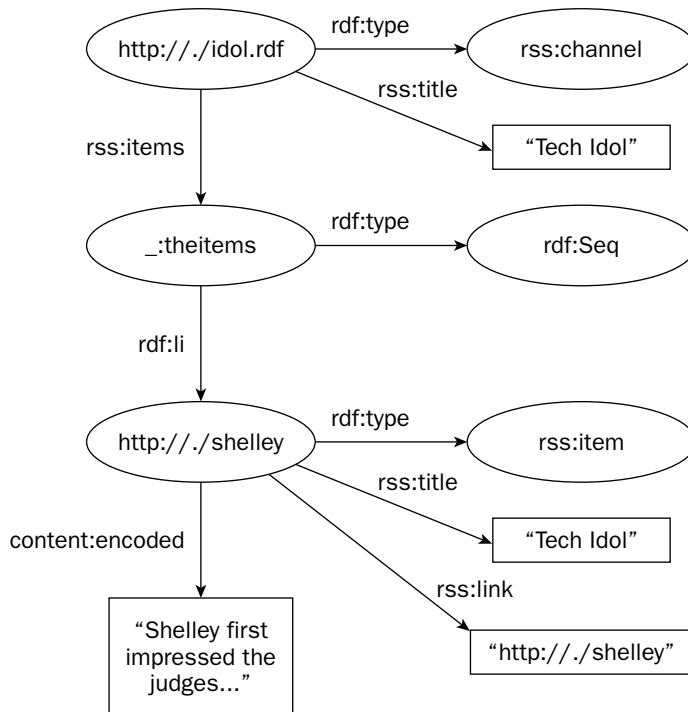 rdf:type
http://./idol.rdf
rss:channel
rss:title
“Tech Idol”
rss:items
rdf:type
_:theitems
rdf:Seq
rdf:li
rdf:type
http://./shelley
rss:item
rss:title
content:encoded
“Tech Idol”
rss:link
“Shelley first
impressed the
judges...”
“http://./shelley”